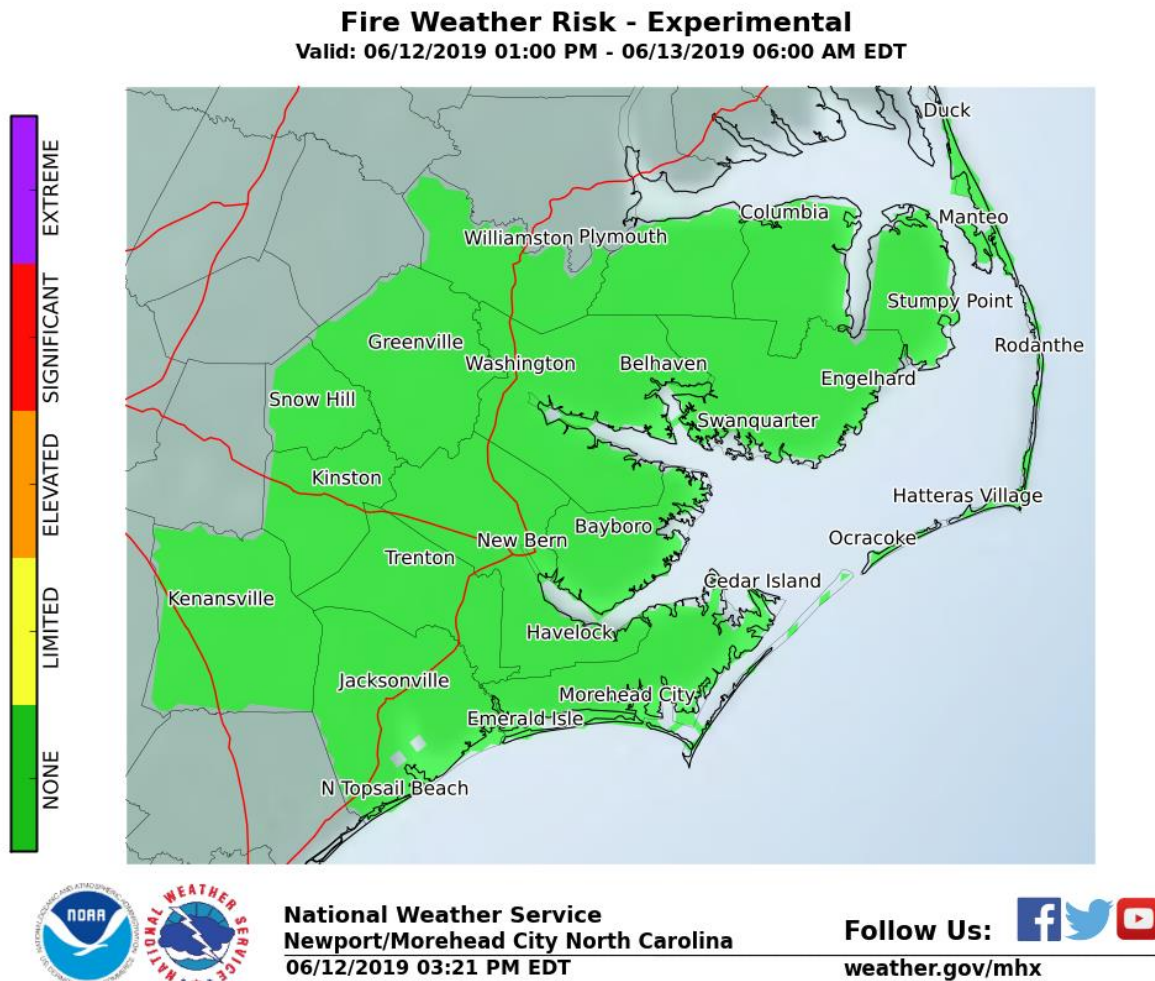 Fire Weather Risk - Experimental
Valid: 06/12/2019 01:00 PM - 06/13/2019 06:00 AM EDT
EXTREME
SIGNIFICANT
ELEVATED
LIMITED
NONE
Duck
Columbia
Manteo
Williamston
Plymouth
Stumpy Point
Greenville
Rodanthe
Washington
Belhaven
Engelhard
Snow Hill
Swanquarter
Kinston
Hatteras Village
Bayboro
Ocracoke
New Bern
Trenton
Cedar Island
Kenansville
Havelock
Jacksonville
Morehead City
Emerald Isle
N Topsail Beach
NOAA
NATIONAL WEATHER SERVICE
National Weather Service
Newport/Morehead City North Carolina
06/12/2019 03:21 PM EDT
Follow Us:
weather.gov/mhx